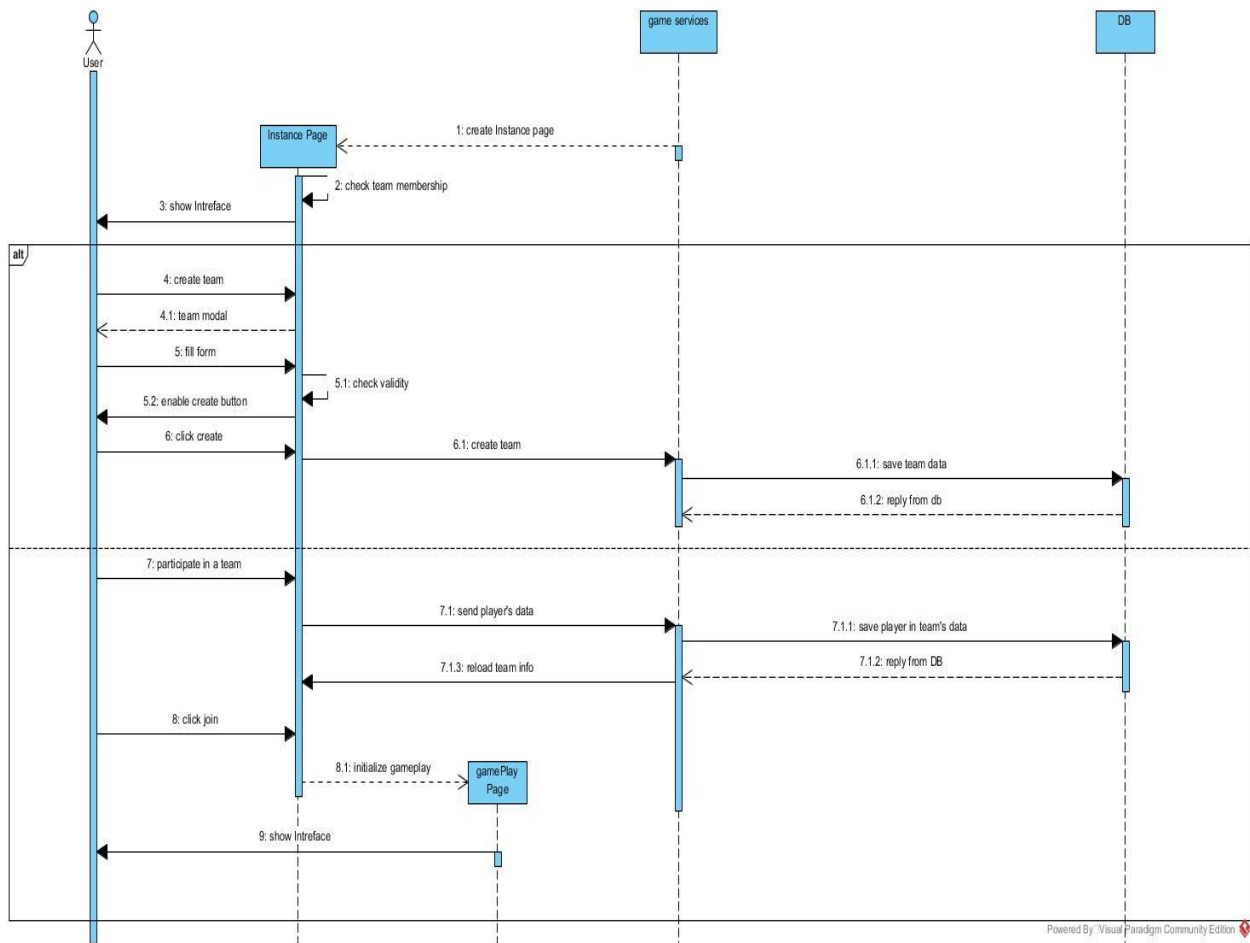 game services
DB
User
Instance Page
1: create Instance page
2: check team membership
3: show Intreface
alt
4: create team
4.1: team modal
5: fill form
5.1: check validity
5.2: enable create button
6: click create
6.1: create team
6.1.1: save team data
6.1.2: reply from db
7: participate in a team
7.1: send player's data
7.1.1: save player in team's data
7.1.2: reply from DB
7.1.3: reload team info
8: click join
8.1: initialize gameplay
gamePlay
Page
9: show Intreface
Powered By Visual Paradigm Community Edition